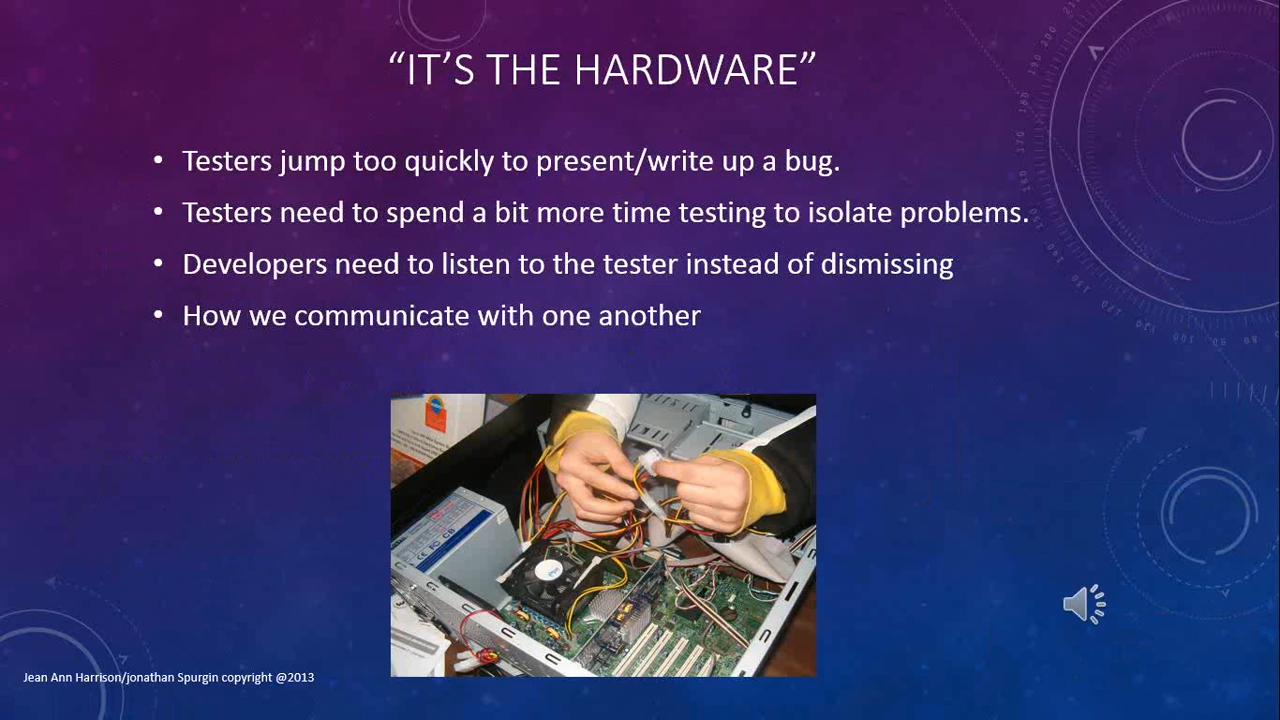 “IT’S THE HARDWARE”
• Testers jump too quickly to present/write up a bug.
• Testers need to spend a bit more time testing to isolate problems.
• Developers need to listen to the tester instead of dismissing
• How we communicate with one another
Jean Ann Harrison/jonathan Spurgin copyright @2013